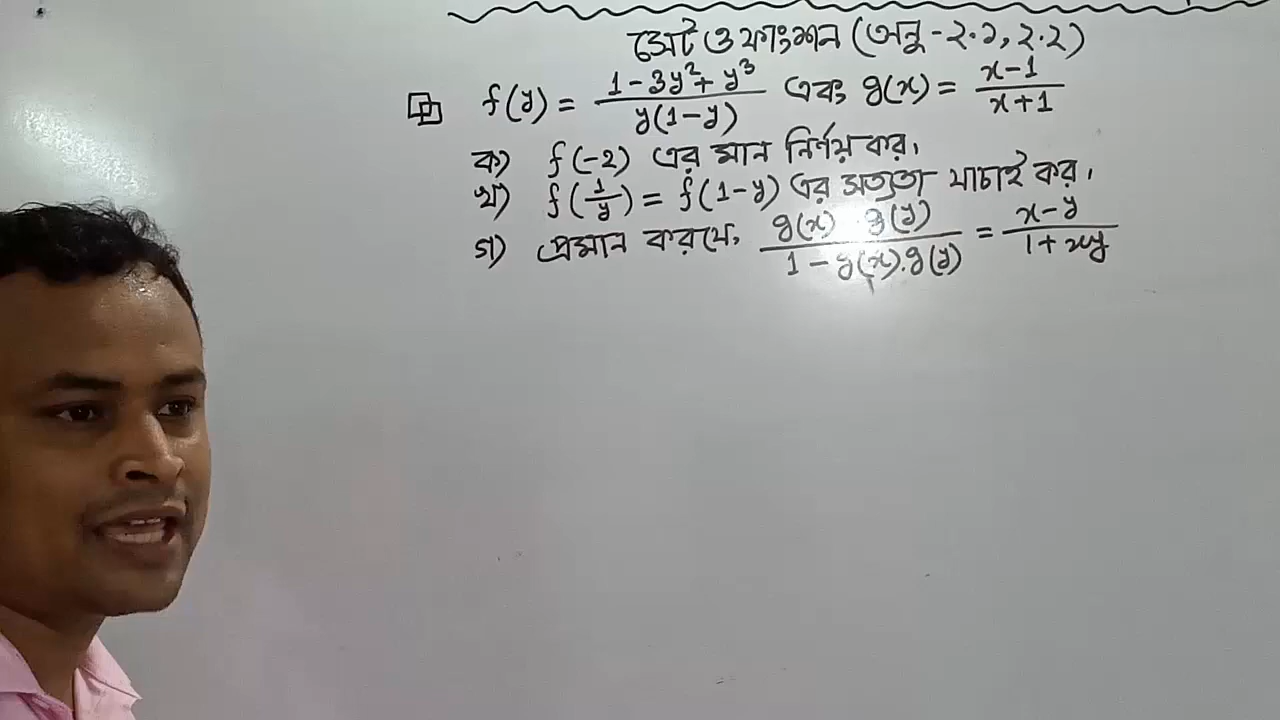 সেট ও ফাংশন (অনু - ২.১, ২.২)
f(y) = (1 - 3y² + y³) / (y(1 - y)) এবং g(x) = (x - 1) / (x + 1)
ক) f(-2) এর মান নির্ণয় কর।
খ) f(1/y) = f(1 - y) এর সত্যতা যাচাই কর।
গ) প্রমান করযে, (g(x) g(y)) / (1 - g(x).g(y)) = (x - y) / (1 + xy)